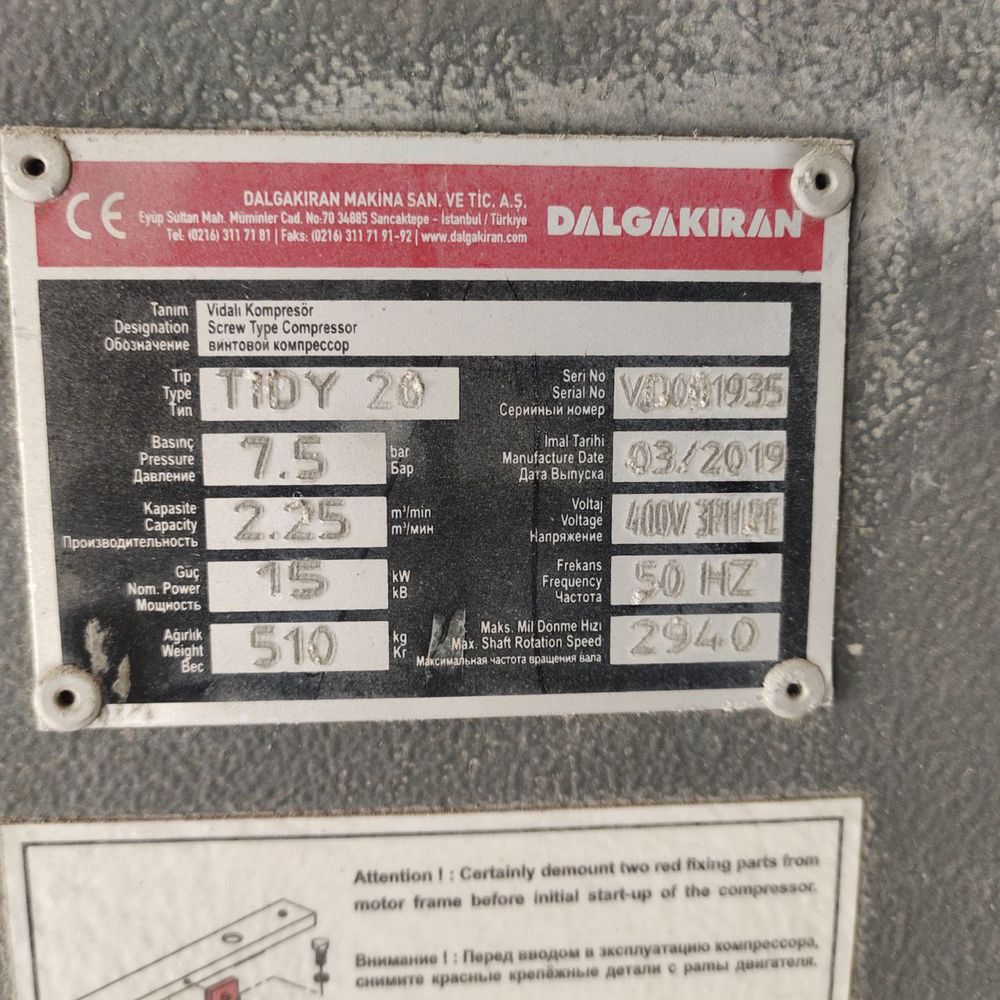 CE
DALGAKIRAN MAKİNA SAN. VE TİC. A.Ş.
Eyüp Sultan Mah. Müminler Cad. No:70 34885 Sancaktepe - İstanbul / Türkiye
Tel: (0216) 311 71 81 | Faks: (0216) 311 71 91-92 | www.dalgakiran.com
DALGAKIRAN
Tanım
Designation
Обозначение
Vidalı Kompresör
Screw Type Compressor
винтовой компрессор
Tip
Type
Тип
TIDY 20
Seri No
Serial No
Серийный номер
Basınç
Pressure
Давление
7.5
bar
Бар
Imal Tarihi
Manufacture Date
Дата Выпуска
03/2019
Kapasite
Capacity
Производительность
2.25
m³/min
m³/мин
Voltaj
Voltage
Напряжение
400V 3PH.PE
Güç
Nom. Power
Мощность
15
kW
kB
Frekans
Frequency
Частота
50 HZ
Ağırlık
Weight
Вес
510
kg
Kг
Maks. Mil Dönme Hızı
Max. Shaft Rotation Speed
Максимальная частота вращения вала
2940
Attention ! : Certainly demount two red fixing parts from
motor frame before initial start-up of the compressor.
Внимание ! : Перед вводом в эксплуатацию компрессора,
снимите красные крепёжные детали с рамы двигателя.